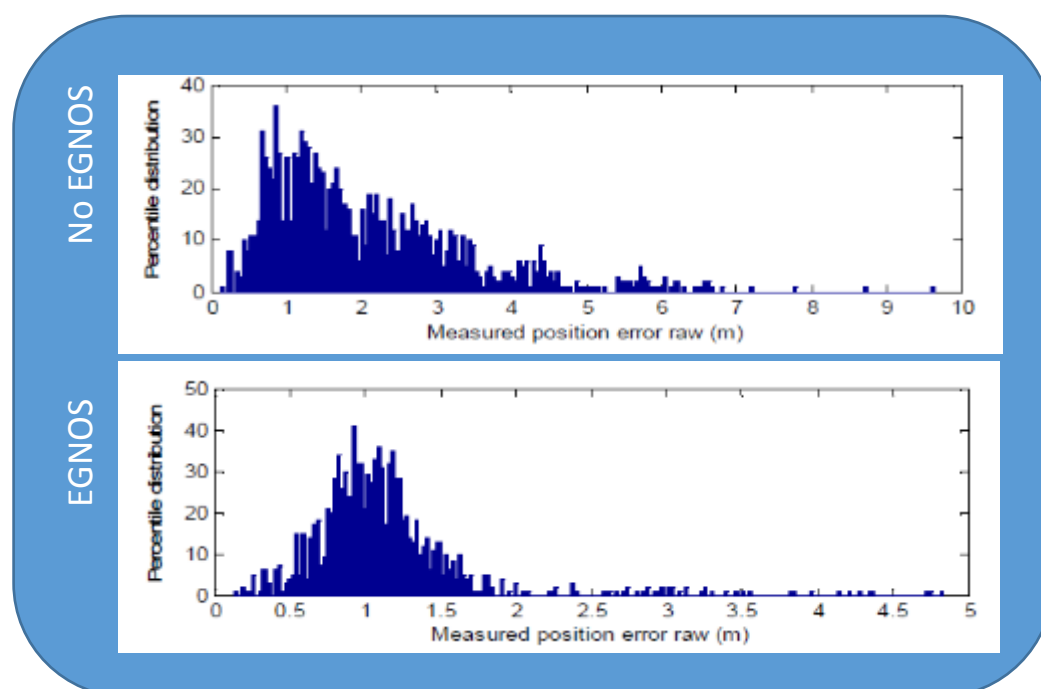 No EGNOS
Percentile distribution
40
30
20
10
0
0 1 2 3 4 5 6 7 8 9 10
Measured position error raw (m)
EGNOS
Percentile distribution
50
40
30
20
10
0
0 0.5 1 1.5 2 2.5 3 3.5 4 4.5 5
Measured position error raw (m)